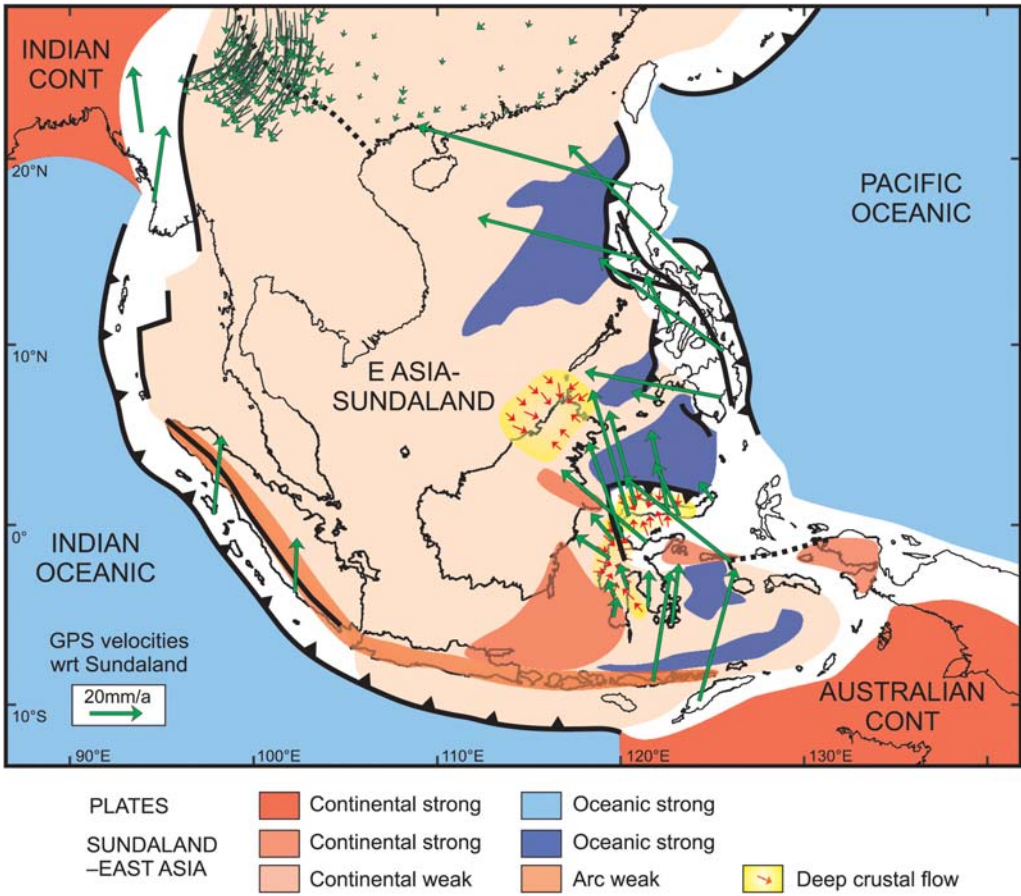 INDIAN
CONT
20°N
PACIFIC
OCEANIC
10°N
E ASIA-
SUNDALAND
0°
INDIAN
OCEANIC
GPS velocities
wrt Sundaland
20mm/a
AUSTRALIAN
CONT
10°S
90°E 100°E 110°E 120°E 130°E
PLATES Continental strong Oceanic strong
SUNDALAND Continental strong Oceanic strong
–EAST ASIA Continental weak Arc weak Deep crustal flow